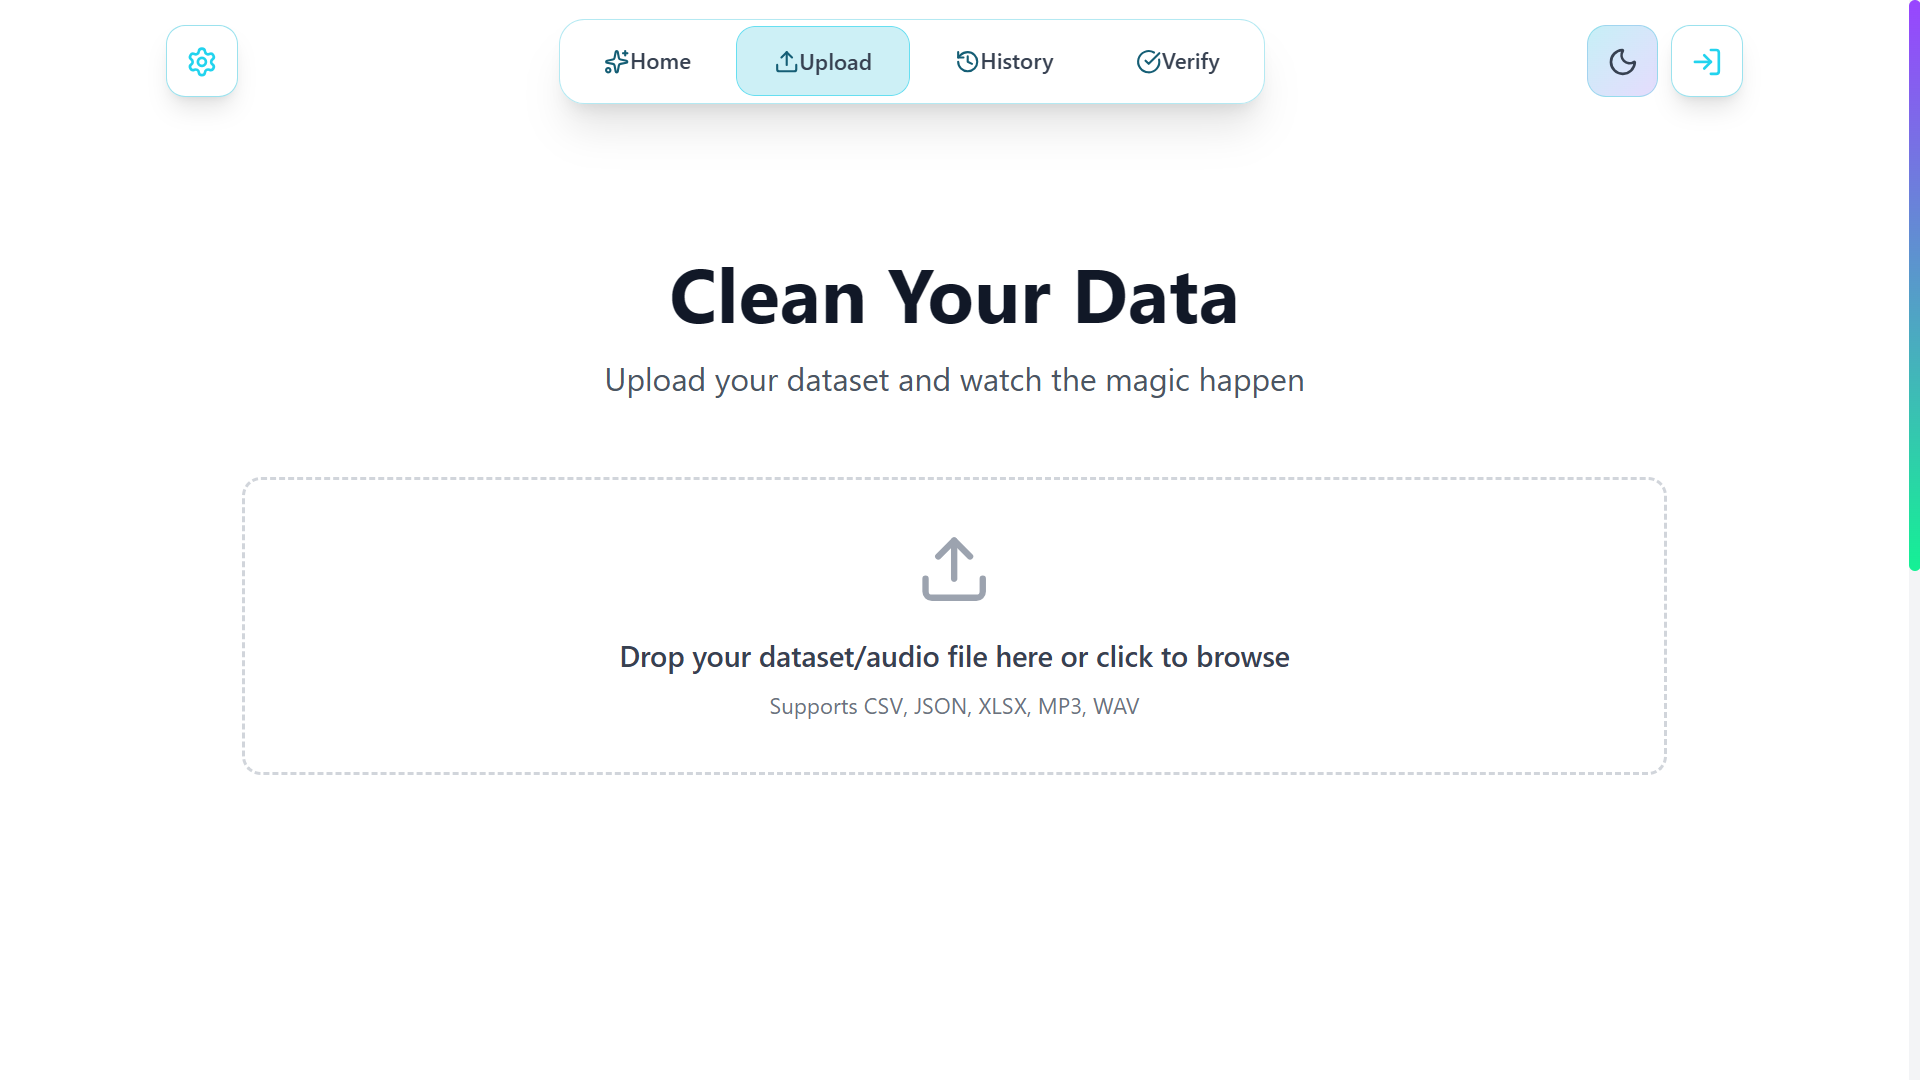 Home Upload History Verify
Clean Your Data
Upload your dataset and watch the magic happen
Drop your dataset/audio file here or click to browse
Supports CSV, JSON, XLSX, MP3, WAV